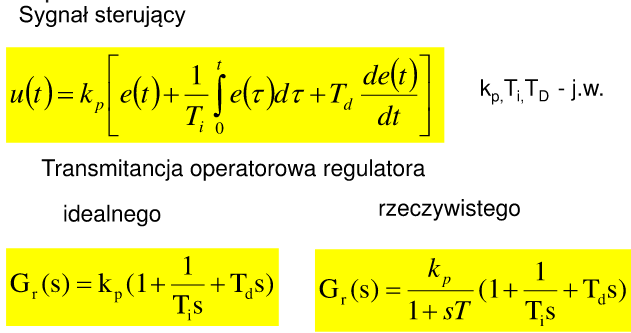 Sygnał sterujący
u(t) = k_p [ e(t) + 1/T_i ∫_0^t e(τ)dτ + T_d de(t)/dt ]
k_p, T_i, T_D - j.w.
Transmitancja operatorowa regulatora
idealnego
rzeczywistego
G_r(s) = k_p(1 + 1/(T_i s) + T_d s)
G_r(s) = k_p/(1+sT) (1 + 1/(T_i s) + T_d s)